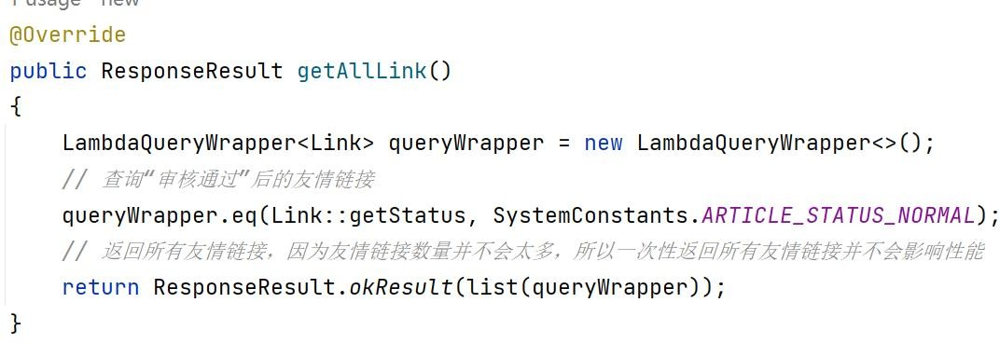 1 usage   new
@Override
public ResponseResult getAllLink()
{
    LambdaQueryWrapper<Link> queryWrapper = new LambdaQueryWrapper<>();
    // 查询“审核通过”后的友情链接
    queryWrapper.eq(Link::getStatus, SystemConstants.ARTICLE_STATUS_NORMAL);
    // 返回所有友情链接，因为友情链接数量并不会太多，所以一次性返回所有友情链接并不会影响性能
    return ResponseResult.okResult(list(queryWrapper));
}